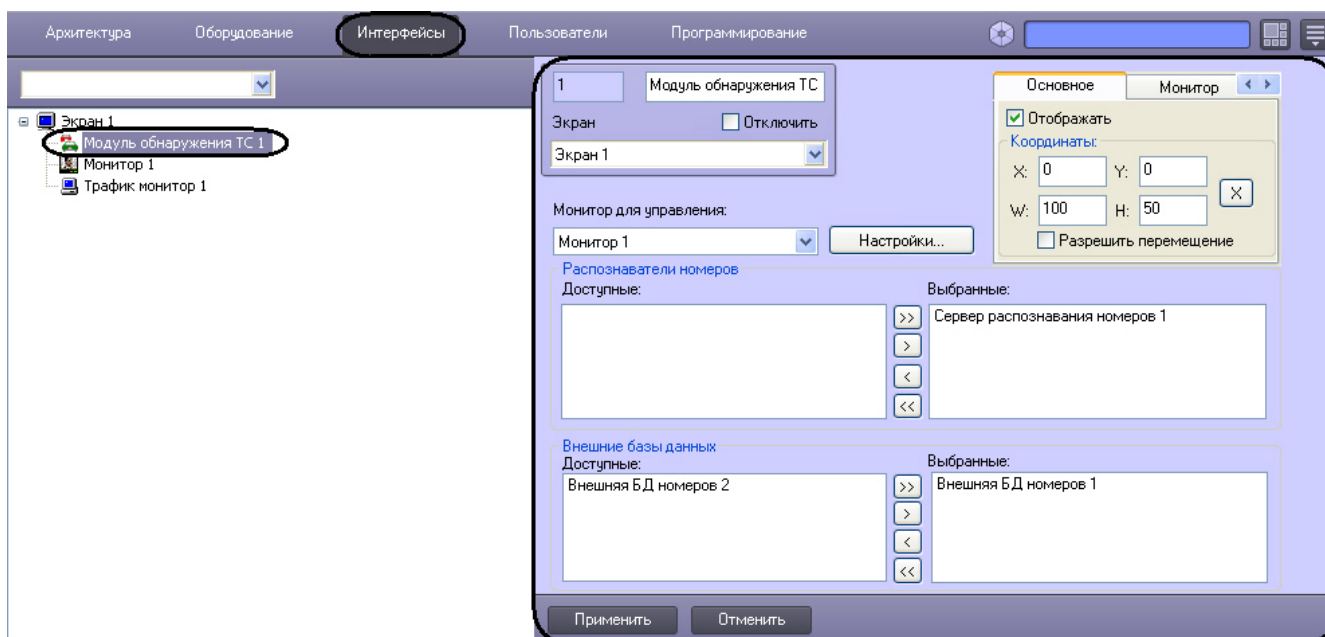 Архитектура Оборудование Интерфейсы Пользователи Программирование
Экран 1
Модуль обнаружения ТС 1
Монитор 1
Трафик монитор 1
1 Модуль обнаружения ТС
Экран Отключить
Экран 1
Основное Монитор
Отображать
Координаты:
X: 0 Y: 0 X
W: 100 H: 50
Разрешить перемещение
Монитор для управления:
Монитор 1 Настройки...
Распознаватели номеров
Доступные: Выбранные:
Сервер распознавания номеров 1
>>
>
<
<<
Внешние базы данных
Доступные: Выбранные:
Внешняя БД номеров 2 Внешняя БД номеров 1
>>
>
<
<<
Применить Отменить